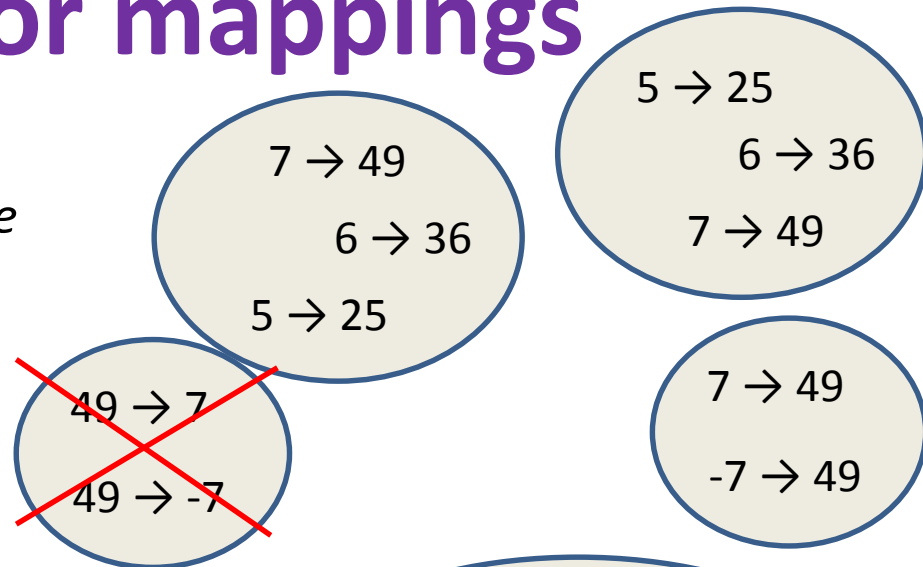 or mappings
7 → 49
6 → 36
5 → 25
5 → 25
6 → 36
7 → 49
e
49 → 7
49 → -7
7 → 49
-7 → 49